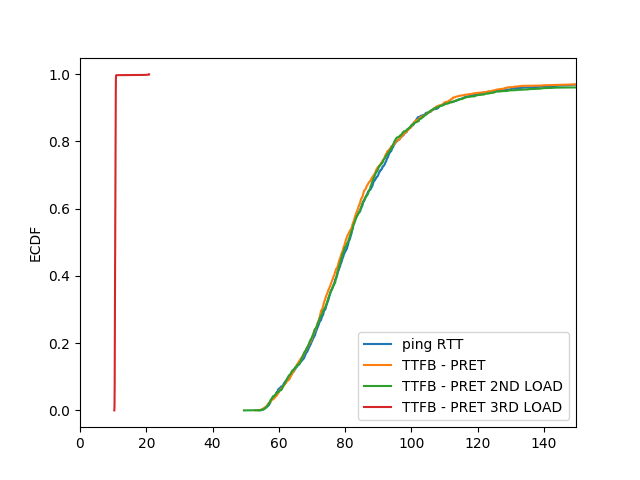 1.0
0.8
0.6
0.4
0.2
0.0
ECDF
0
20
40
60
80
100
120
140
ping RTT
TTFB - PRET
TTFB - PRET 2ND LOAD
TTFB - PRET 3RD LOAD